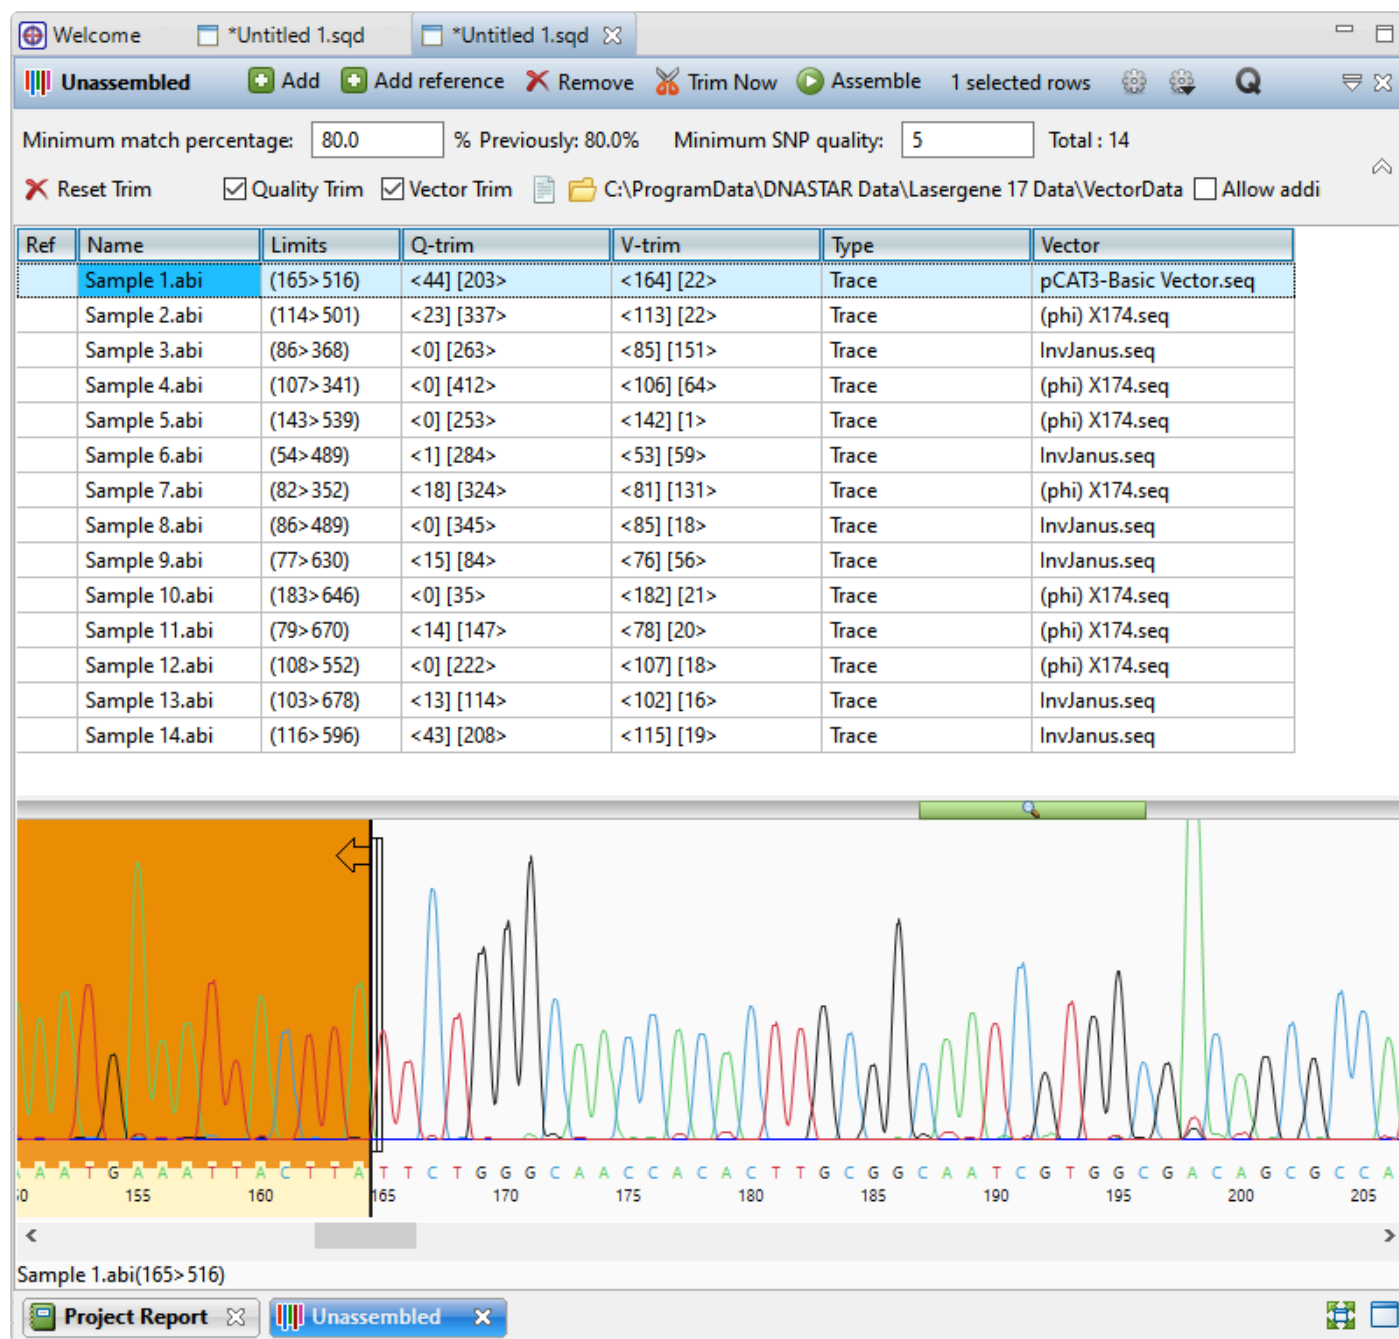 Welcome *Untitled 1.sqd *Untitled 1.sqd
Unassembled Add Add reference Remove Trim Now Assemble 1 selected rows Q
Minimum match percentage: 80.0 % Previously: 80.0% Minimum SNP quality: 5 Total : 14
Reset Trim Quality Trim Vector Trim C:\ProgramData\DNASTAR Data\Lasergene 17 Data\VectorData Allow addi
Ref Name Limits Q-trim V-trim Type Vector
Sample 1.abi (165>516) <44] [203> <164] [22> Trace pCAT3-Basic Vector.seq
Sample 2.abi (114>501) <23] [337> <113] [22> Trace (phi) X174.seq
Sample 3.abi (86>368) <0] [263> <85] [151> Trace InvJanus.seq
Sample 4.abi (107>341) <0] [412> <106] [64> Trace (phi) X174.seq
Sample 5.abi (143>539) <0] [253> <142] [1> Trace (phi) X174.seq
Sample 6.abi (54>489) <1] [284> <53] [59> Trace InvJanus.seq
Sample 7.abi (82>352) <18] [324> <81] [131> Trace (phi) X174.seq
Sample 8.abi (86>489) <0] [345> <85] [18> Trace InvJanus.seq
Sample 9.abi (77>630) <15] [84> <76] [56> Trace InvJanus.seq
Sample 10.abi (183>646) <0] [35> <182] [21> Trace (phi) X174.seq
Sample 11.abi (79>670) <14] [147> <78] [20> Trace (phi) X174.seq
Sample 12.abi (108>552) <0] [222> <107] [18> Trace (phi) X174.seq
Sample 13.abi (103>678) <13] [114> <102] [16> Trace InvJanus.seq
Sample 14.abi (116>596) <43] [208> <115] [19> Trace InvJanus.seq
A A T G A A A T T A C T T A T T C T G G G C A A C C A C A C T T G C G G C A A T C G T G G C G A C A G C G C C A
155 160 165 170 175 180 185 190 195 200 205
Sample 1.abi(165>516)
Project Report Unassembled